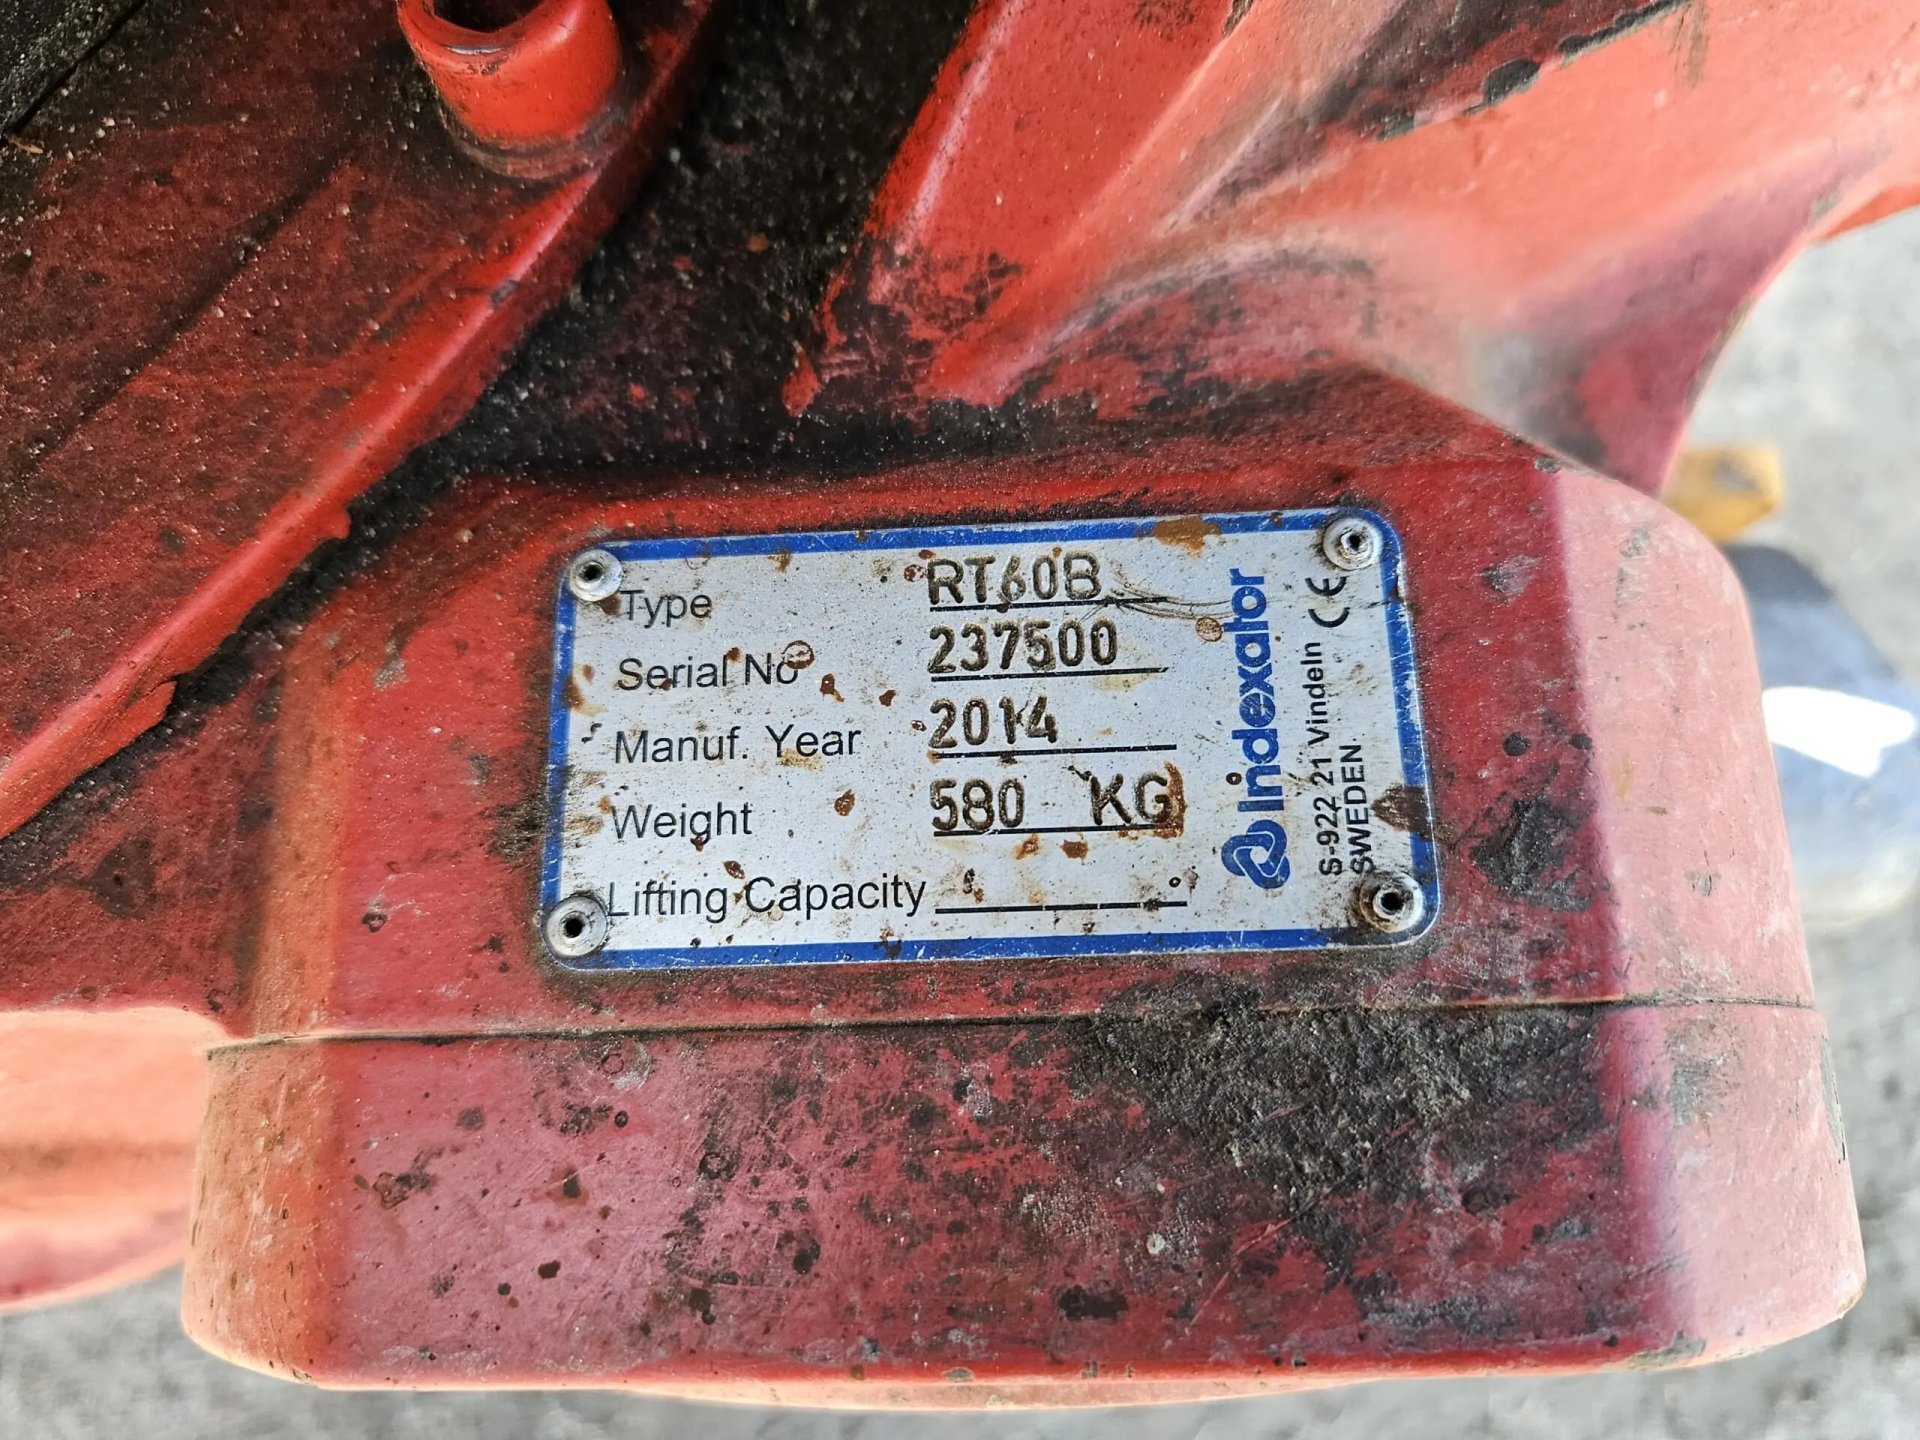 Type RT60B
Serial No 237500
Manuf. Year 2014
Weight 580 KG
Lifting Capacity
indexator
S-922 21 Vindeln CE
SWEDEN